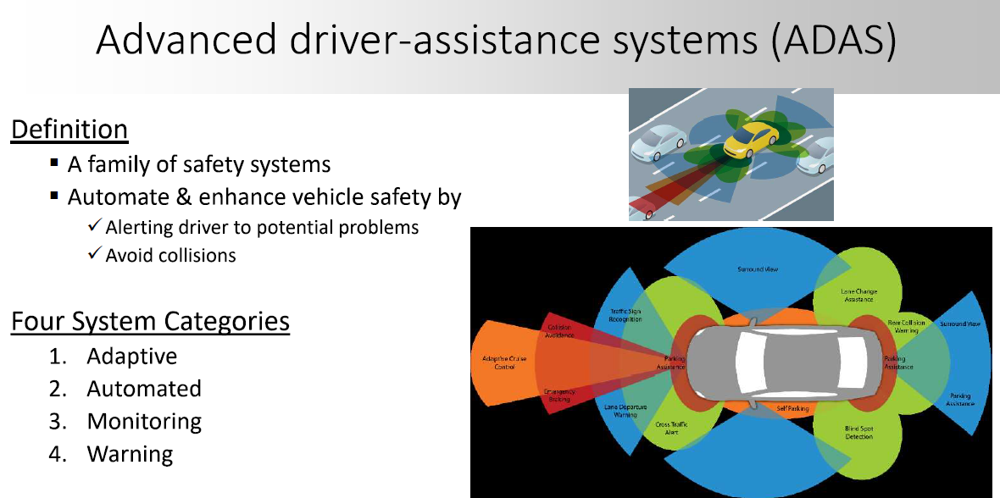 Advanced driver-assistance systems (ADAS)
Definition
▪ A family of safety systems
▪ Automate & enhance vehicle safety by
✓ Alerting driver to potential problems
✓ Avoid collisions
Four System Categories
1. Adaptive
2. Automated
3. Monitoring
4. Warning
Surround View
Lane Change
Assistance
Traffic Sign
Recognition
Rear Collision
Warning
Surround View
Collision
Avoidance
Adaptive Cruise
Control
Parking
Assistance
Parking
Assistance
Emergency
Braking
Parking
Assistance
Lane Departure
Warning
Self Parking
Cross Traffic
Alert
Blind Spot
Detection